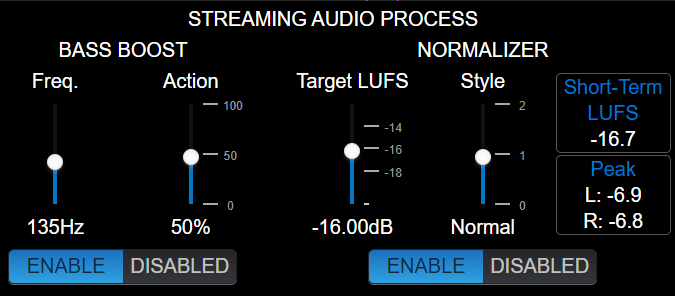 STREAMING AUDIO PROCESS
BASS BOOST
NORMALIZER
Freq.
Action
Target LUFS
Style
100
50
0
-14
-16
-18
-
2
1
0
Short-Term
LUFS
-16.7
Peak
L: -6.9
R: -6.8
135Hz
50%
-16.00dB
Normal
ENABLE DISABLED
ENABLE DISABLED